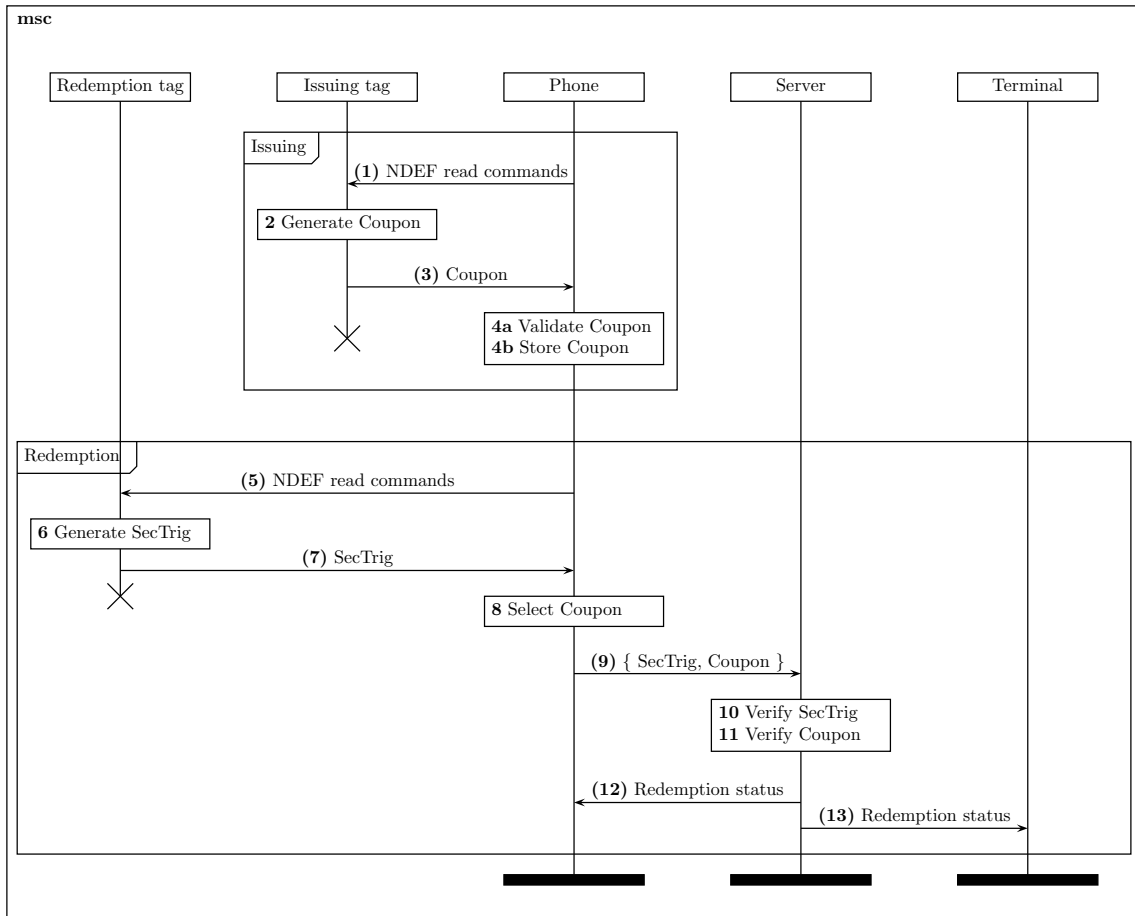 msc
Redemption tag
Issuing tag
Phone
Server
Terminal
Issuing
(1) NDEF read commands
2 Generate Coupon
(3) Coupon
4a Validate Coupon
4b Store Coupon
Redemption
(5) NDEF read commands
6 Generate SecTrig
(7) SecTrig
8 Select Coupon
(9) { SecTrig, Coupon }
10 Verify SecTrig
11 Verify Coupon
(12) Redemption status
(13) Redemption status